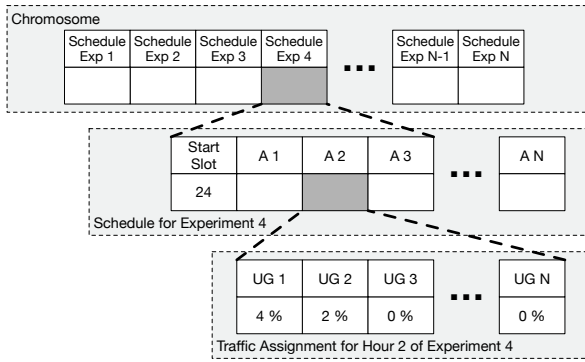 Chromosome
Schedule Exp 1 Schedule Exp 2 Schedule Exp 3 Schedule Exp 4 ... Schedule Exp N-1 Schedule Exp N
Start Slot A 1 A 2 A 3 ... A N
24
Schedule for Experiment 4
UG 1 UG 2 UG 3 ... UG N
4 % 2 % 0 % 0 %
Traffic Assignment for Hour 2 of Experiment 4